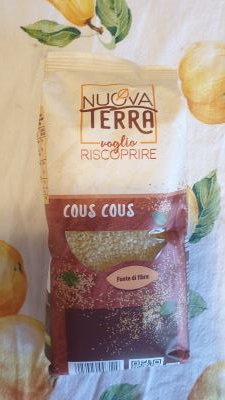 NUOVA
TERRA
voglio
RISCOPRIRE
COUS COUS
Fonte di Fibre